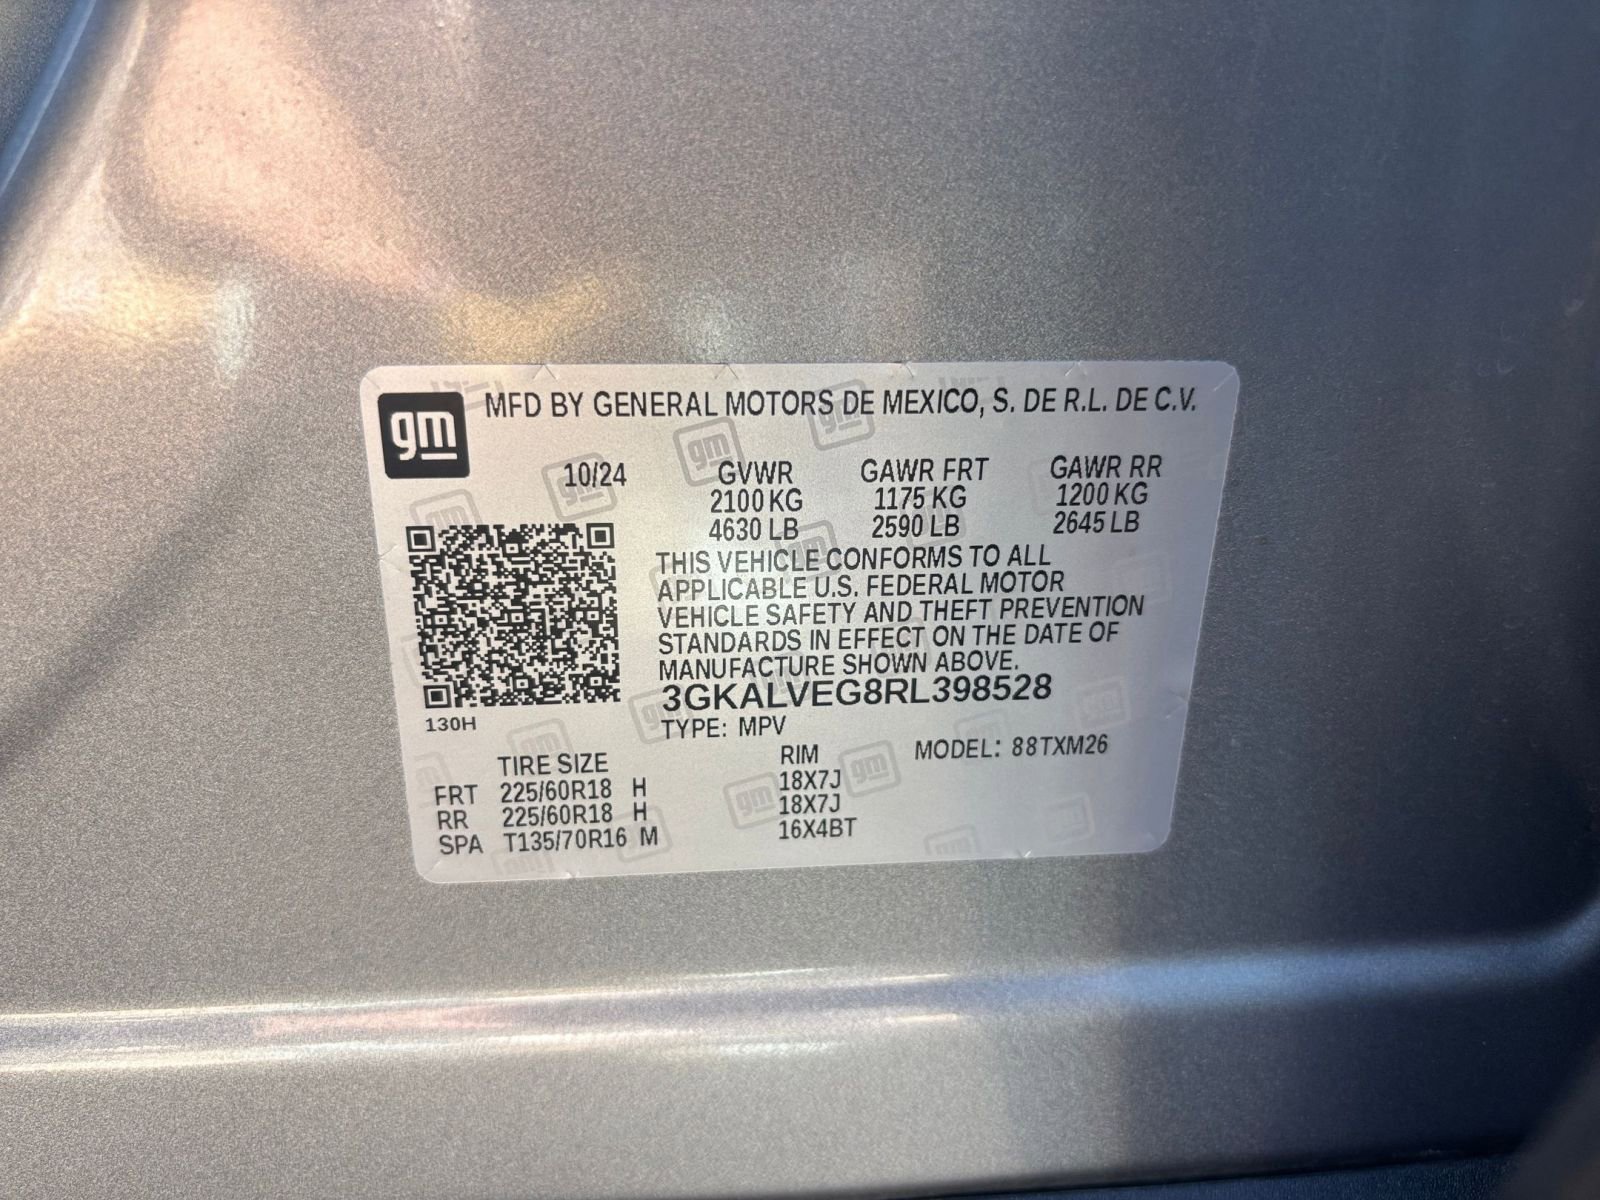 gm MFD BY GENERAL MOTORS DE MEXICO, S. DE R.L. DE C.V.
10/24 GVWR GAWR FRT GAWR RR
2100 KG 1175 KG 1200 KG
4630 LB 2590 LB 2645 LB
THIS VEHICLE CONFORMS TO ALL
APPLICABLE U.S. FEDERAL MOTOR
VEHICLE SAFETY AND THEFT PREVENTION
STANDARDS IN EFFECT ON THE DATE OF
MANUFACTURE SHOWN ABOVE.
3GKALVEG8RL398528
130H
TYPE: MPV
TIRE SIZE RIM MODEL: 88TXM26
FRT 225/60R18 H 18X7J
RR 225/60R18 H 18X7J
SPA T135/70R16 M 16X4BT